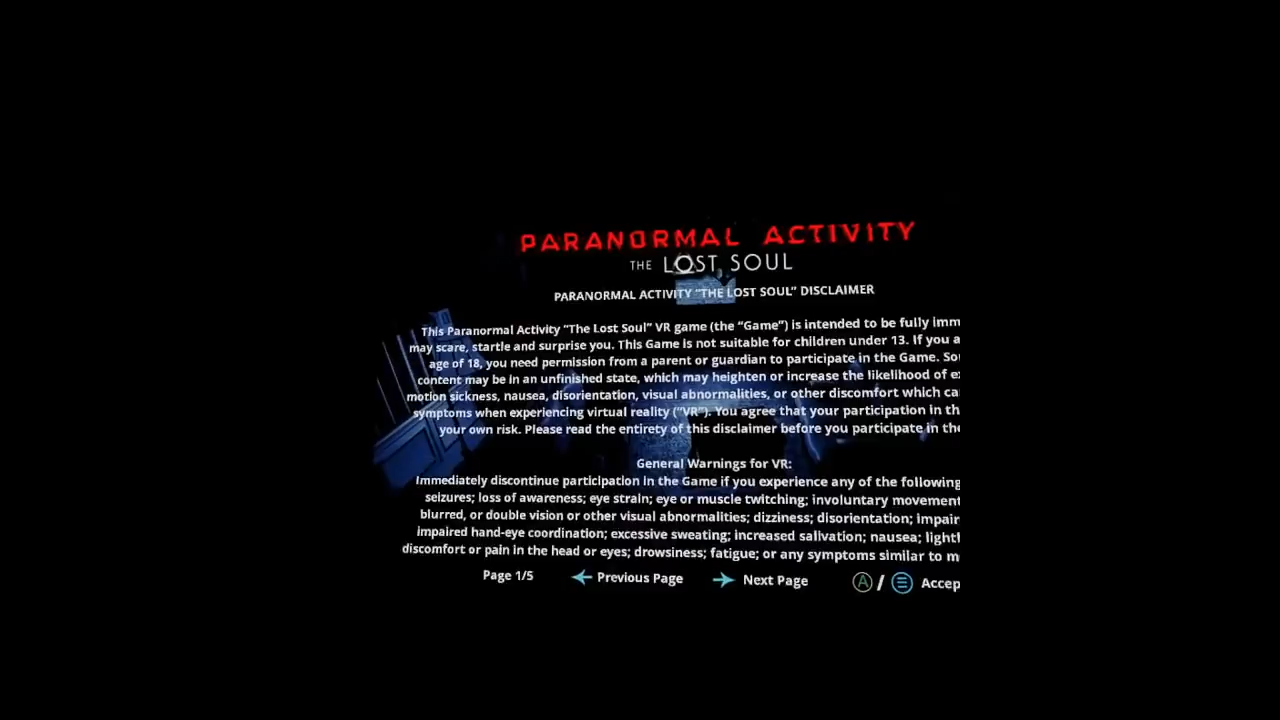 PARANORMAL ACTIVITY
THE LOST SOUL
PARANORMAL ACTIVITY "THE LOST SOUL" DISCLAIMER
This Paranormal Activity "The Lost Soul" VR game (the "Game") is intended to be fully imm
may scare, startle and surprise you. This Game is not suitable for children under 13. If you a
age of 18, you need permission from a parent or guardian to participate in the Game. So
content may be in an unfinished state, which may heighten or increase the likelihood of e
motion sickness, nausea, disorientation, visual abnormalities, or other discomfort which ca
symptoms when experiencing virtual reality ("VR"). You agree that your participation in th
your own risk. Please read the entirety of this disclaimer before you participate in the
General Warnings for VR:
Immediately discontinue participation in the Game if you experience any of the following
seizures; loss of awareness; eye strain; eye or muscle twitching; involuntary movement
blurred, or double vision or other visual abnormalities; dizziness; disorientation; impair
impaired hand-eye coordination; excessive sweating; increased salivation; nausea; light
discomfort or pain in the head or eyes; drowsiness; fatigue; or any symptoms similar to m
Page 1/5 Previous Page Next Page A / Accep